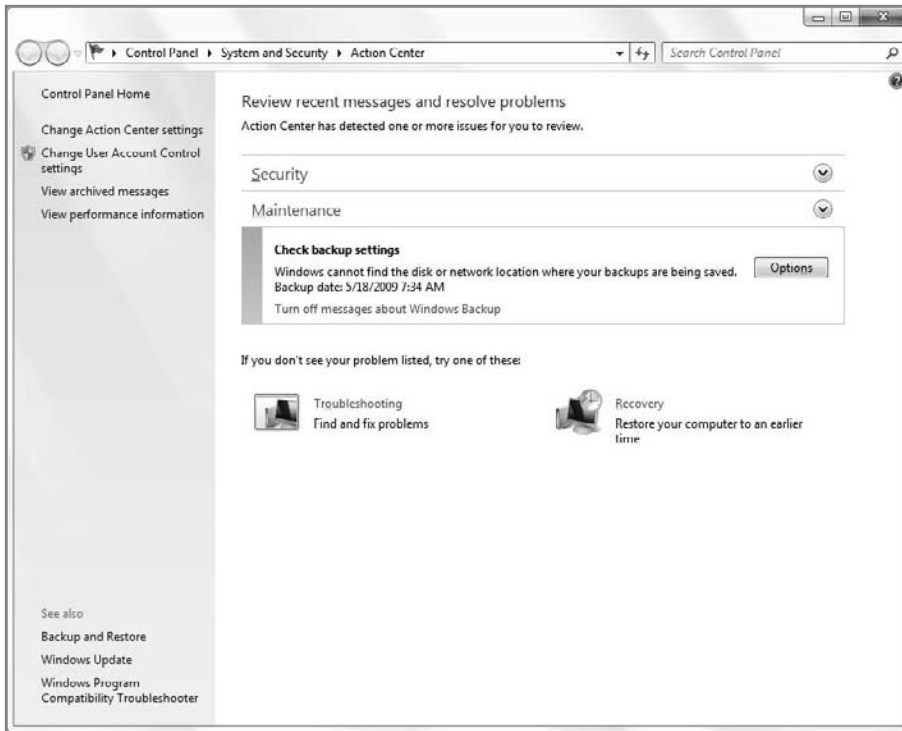 Control Panel ▸ System and Security ▸ Action Center
Search Control Panel
Control Panel Home
Change Action Center settings
Change User Account Control
settings
View archived messages
View performance information
See also
Backup and Restore
Windows Update
Windows Program
Compatibility Troubleshooter
Review recent messages and resolve problems
Action Center has detected one or more issues for you to review.
Security
Maintenance
Check backup settings
Windows cannot find the disk or network location where your backups are being saved.
Backup date: 5/18/2009 7:34 AM
Turn off messages about Windows Backup
Options
If you don't see your problem listed, try one of these:
Troubleshooting
Find and fix problems
Recovery
Restore your computer to an earlier
time